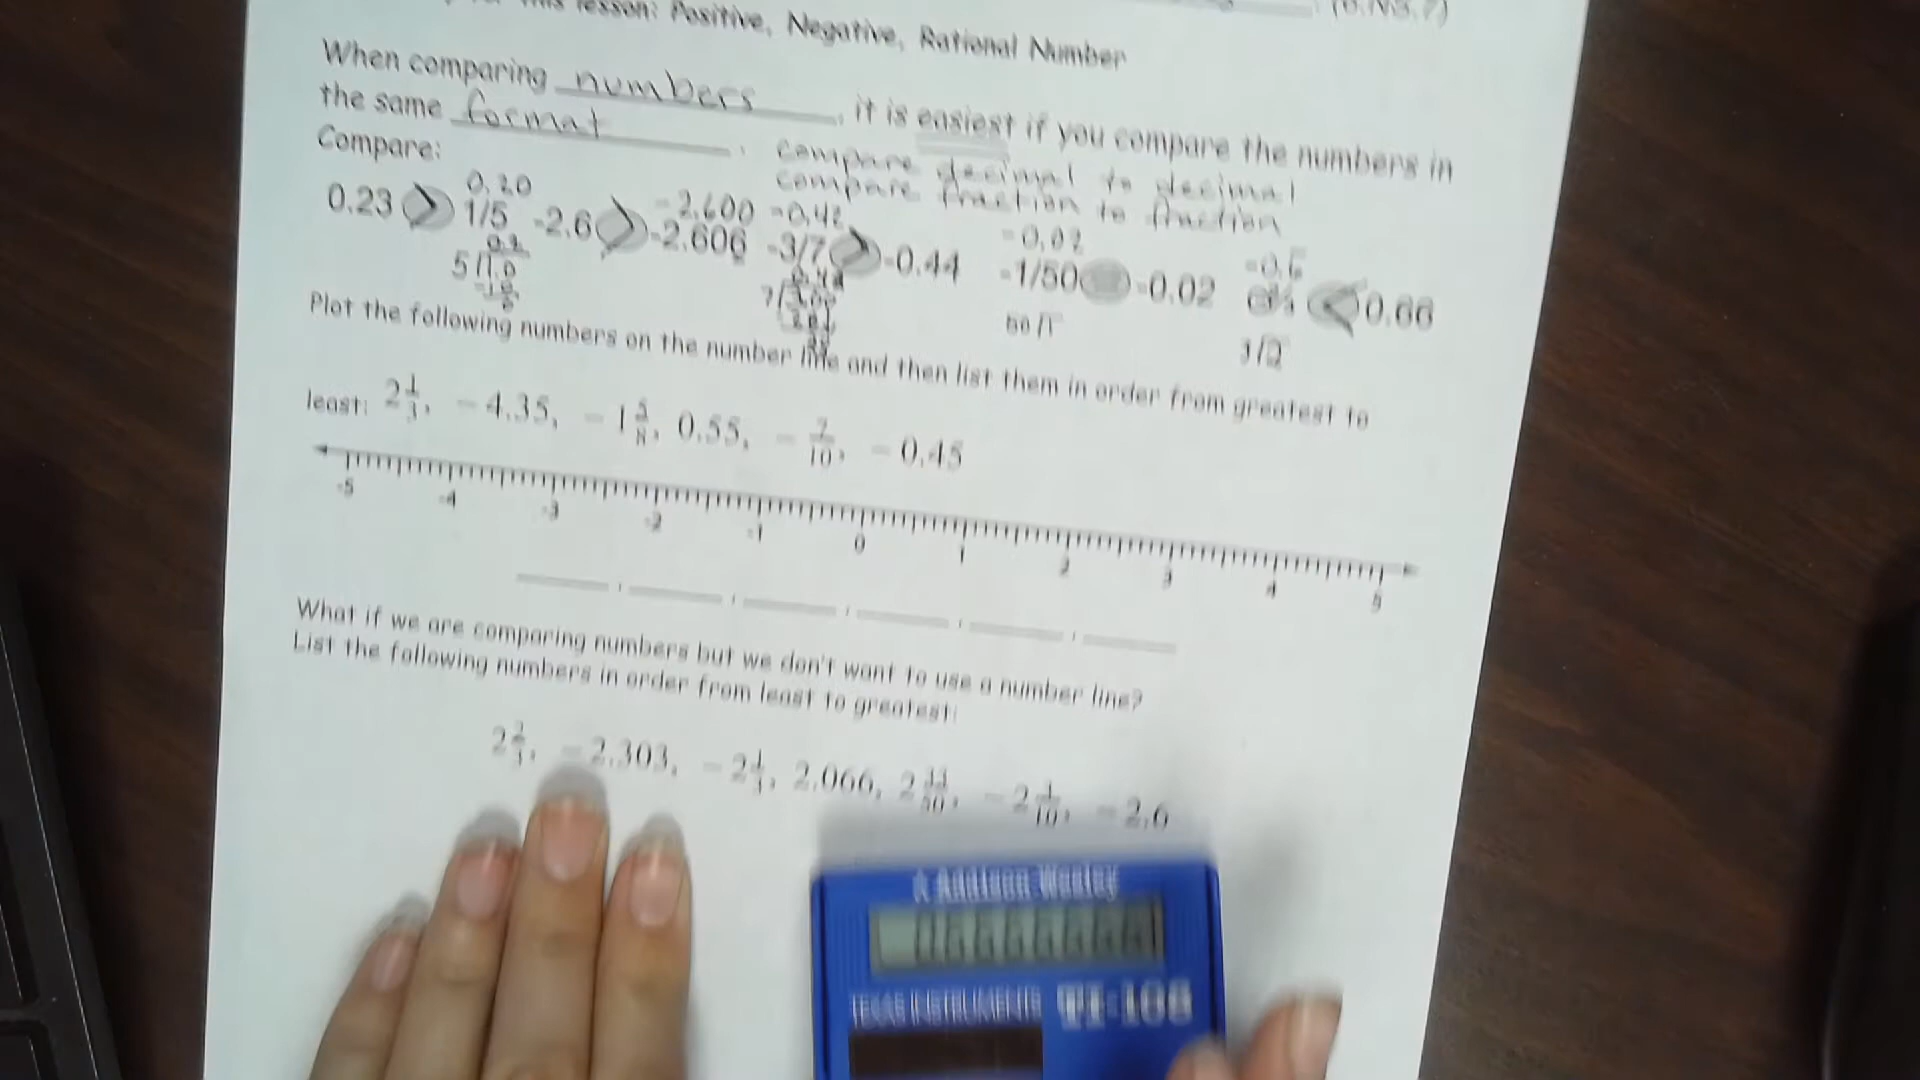 this lesson: Positive, Negative, Rational Number
When comparing numbers, it is easiest if you compare the numbers in
the same format. compare decimal to decimal
compare fraction to fraction
Compare:
0.20 -2.600 -0.42 -0.02 -0.6
0.23 > 1/5 -2.6 > -2.606 -3/7 > -0.44 -1/50 -0.02 < 0.66
Plot the following numbers on the number line and then list them in order from greatest to
least: 2 1/3, -4.35, -1 5/8, 0.55, -7/10, -0.45
-5 -4 -3 -2 -1 0 1 2 3 4 5
What if we are comparing numbers but we don't want to use a number line?
List the following numbers in order from least to greatest:
-2.303, -2 1/3, 2.066, -2 1/10, -2.6
Addison Wesley
TEXAS INSTRUMENTS TI-108